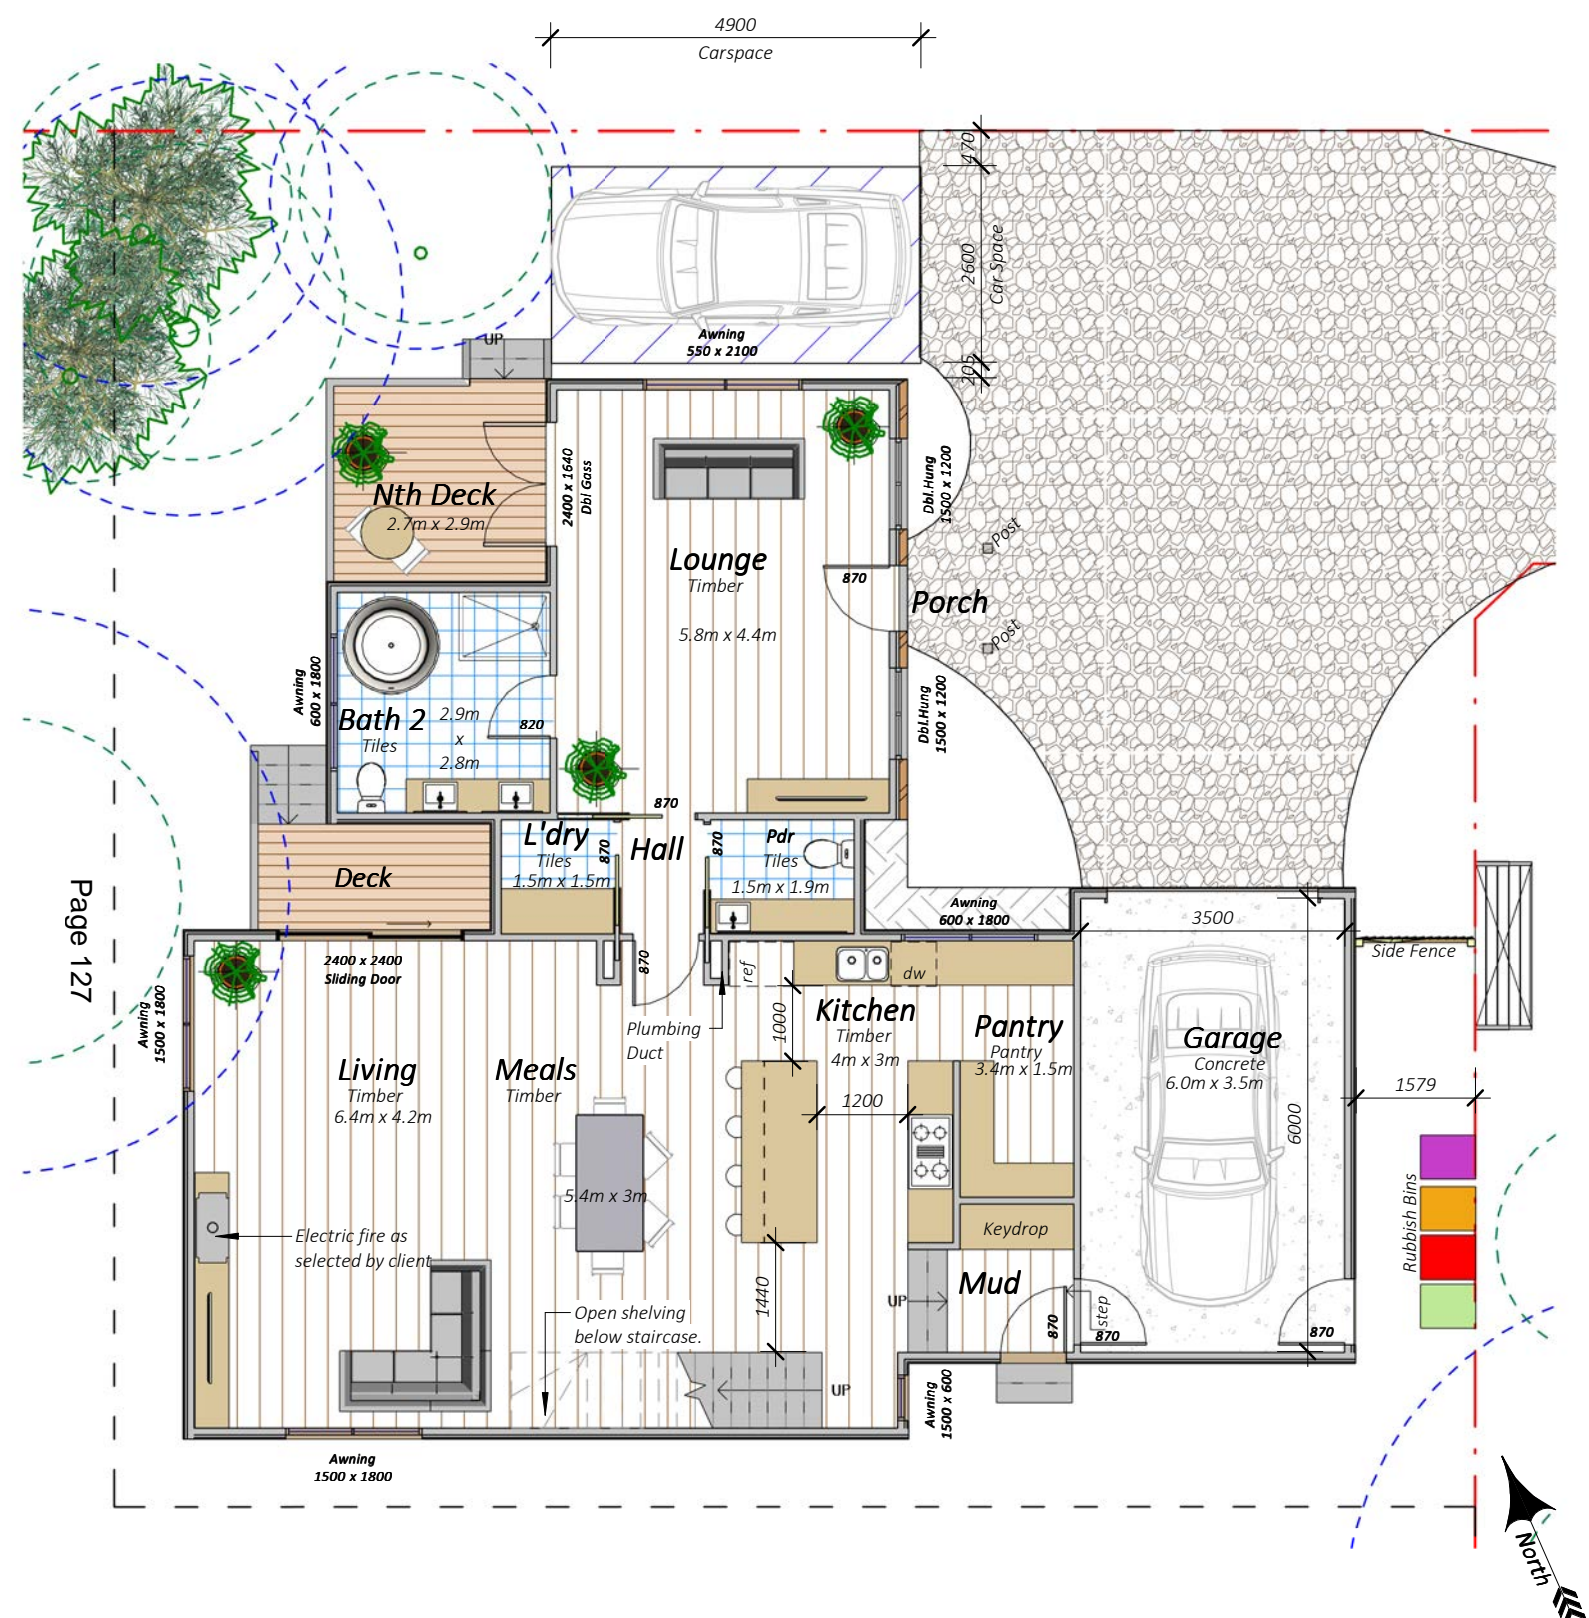 4900
Carspace
470
2600
Car Space
205
UP
Awning
550 x 2100
Nth Deck
2.7m x 2.9m
2400 x 1640
Dbl Gass
Dbl.Hung
1500 x 1200
Post
Lounge
Timber
870
5.8m x 4.4m
Porch
Post
Awning
600 x 1800
Bath 2
Tiles
2.9m
x
2.8m
820
Dbl.Hung
1500 x 1200
870
L'dry
Tiles
1.5m x 1.5m
870
Hall
870
Pdr
Tiles
1.5m x 1.9m
Deck
Page 127
Awning
600 x 1800
3500
Side Fence
2400 x 2400
Sliding Door
870
ref
dw
Awning
1500 x 1800
Plumbing
Duct
1000
Kitchen
Timber
4m x 3m
Pantry
Pantry
3.4m x 1.5m
Garage
Concrete
6.0m x 3.5m
Living
Timber
6.4m x 4.2m
Meals
Timber
1200
6000
1579
5.4m x 3m
Rubbish Bins
Electric fire as
selected by client
Keydrop
Mud
1440
UP
step
870
870
870
Open shelving
below staircase.
UP
Awning
1500 x 600
Awning
1500 x 1800
North